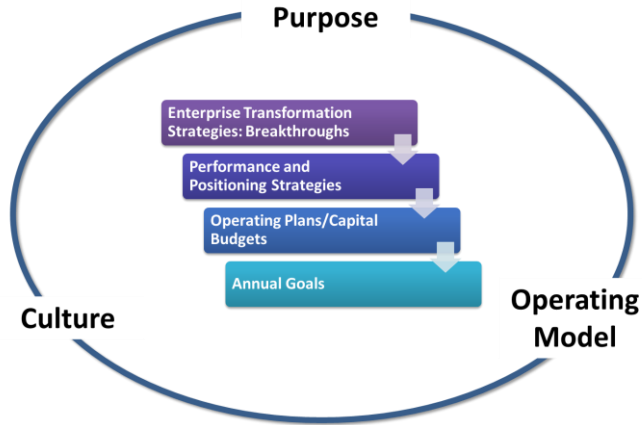 Purpose
Enterprise Transformation
Strategies: Breakthroughs
Performance and
Positioning Strategies
Operating Plans/Capital
Budgets
Annual Goals
Culture
Operating
Model